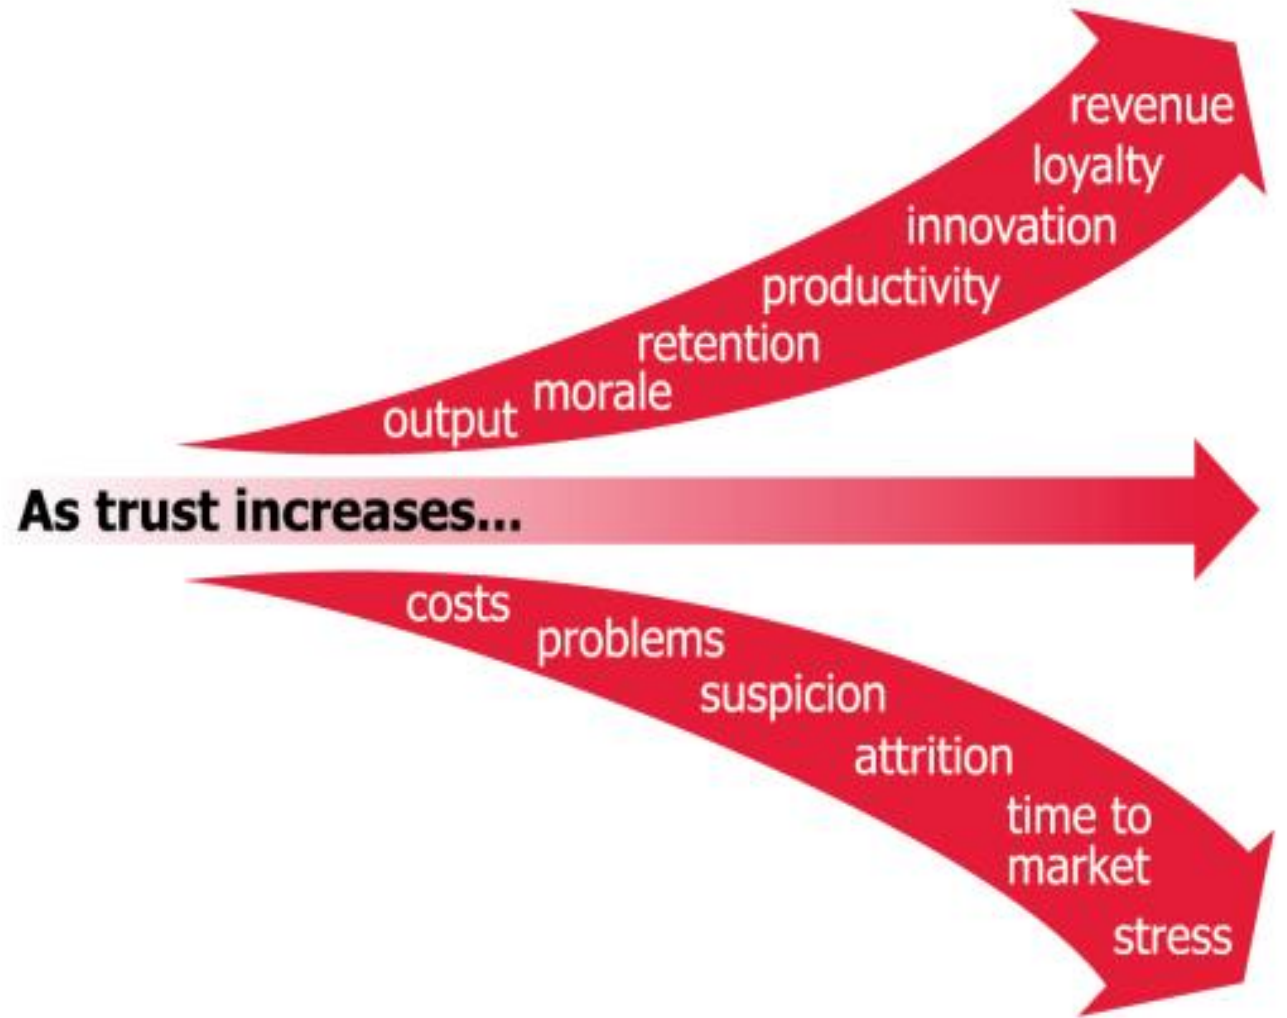 revenue
loyalty
innovation
productivity
retention
morale
output
As trust increases...
costs
problems
suspicion
attrition
time to
market
stress